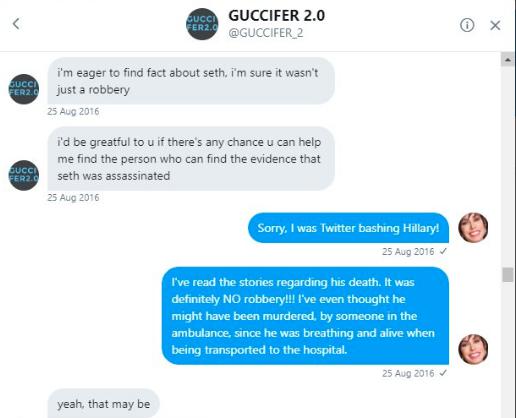 GUCCIFER 2.0
@GUCCIFER_2
i'm eager to find fact about seth, i'm sure it wasn't
just a robbery
25 Aug 2016
i'd be greatful to u if there's any chance u can help
me find the person who can find the evidence that
seth was assassinated
25 Aug 2016
Sorry, I was Twitter bashing Hillary!
25 Aug 2016
I've read the stories regarding his death. It was
definitely NO robbery!!! I've even thought he
might have been murdered, by someone in the
ambulance, since he was breathing and alive when
being transported to the hospital.
25 Aug 2016
yeah, that may be